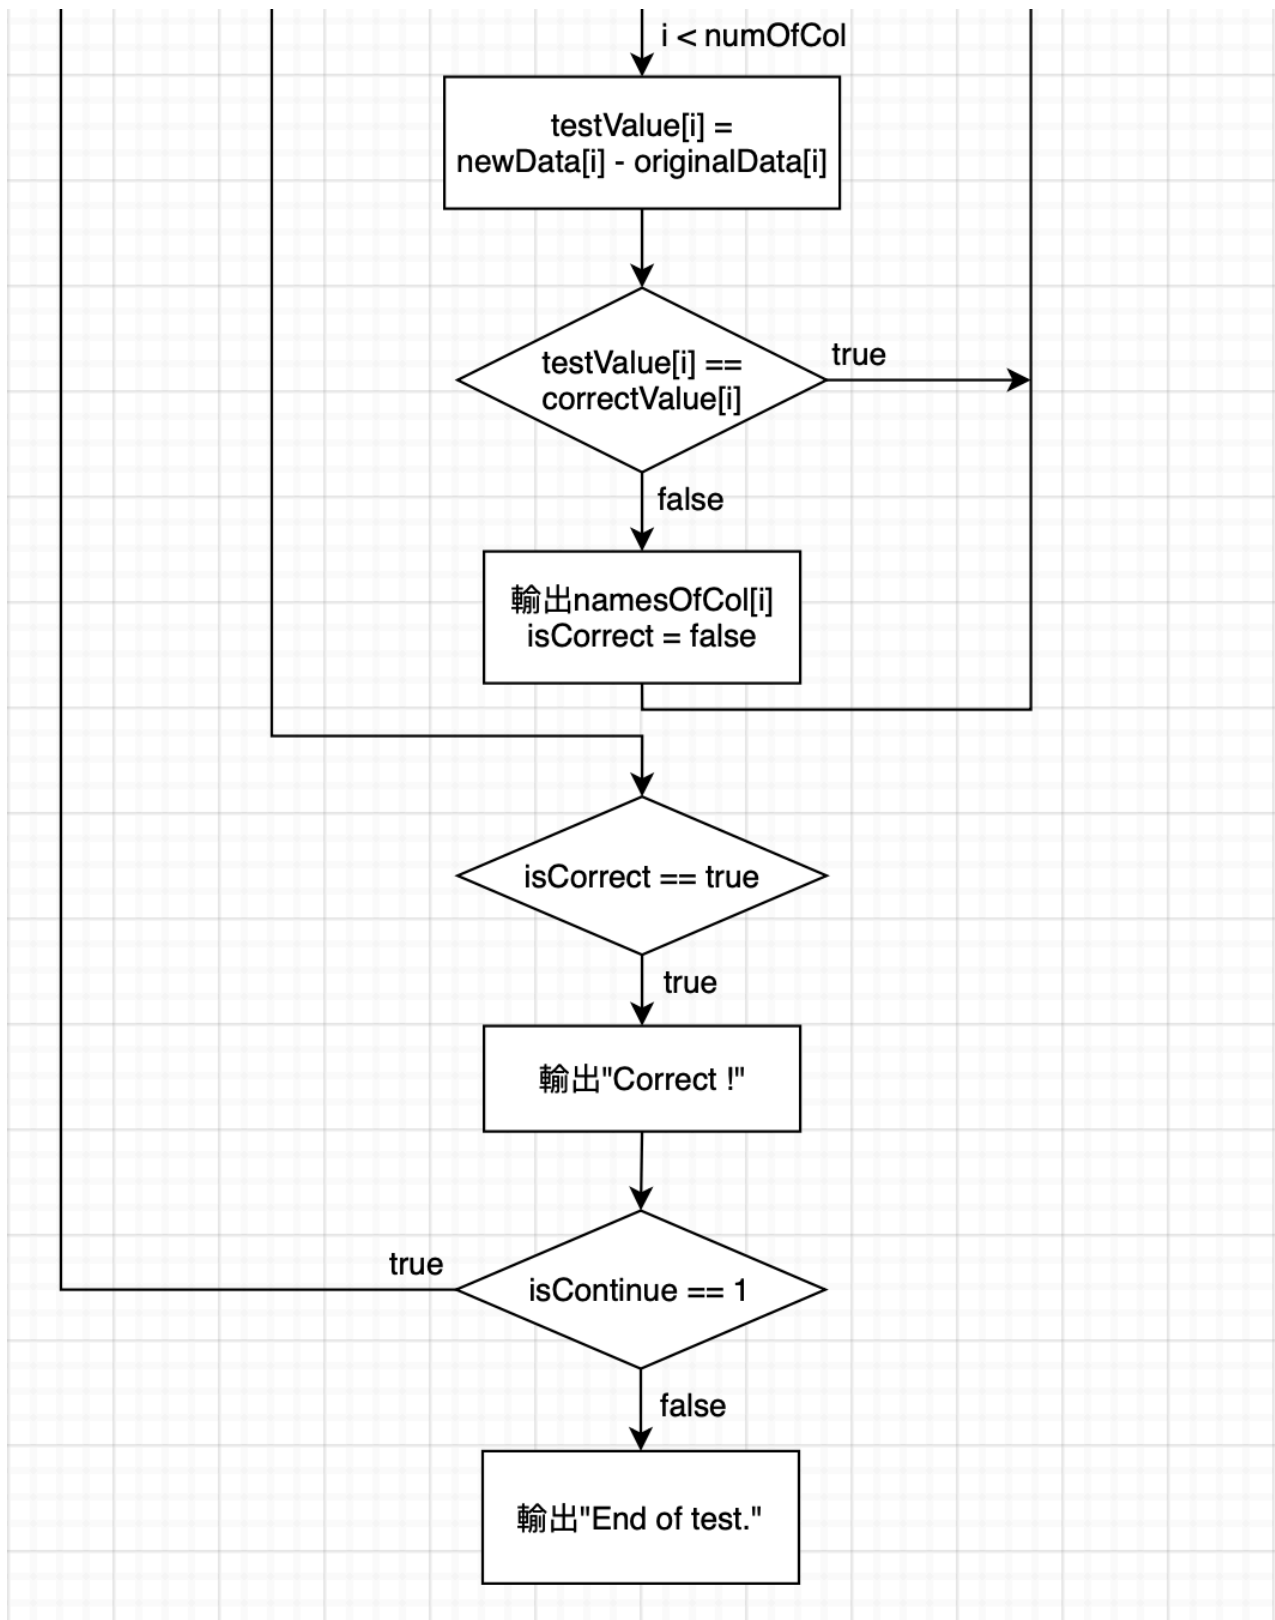 i < numOfCol
testValue[i] =
newData[i] - originalData[i]
testValue[i] ==
correctValue[i]
true
false
輸出namesOfCol[i]
isCorrect = false
isCorrect == true
true
輸出"Correct !"
true
isContinue == 1
false
輸出"End of test."